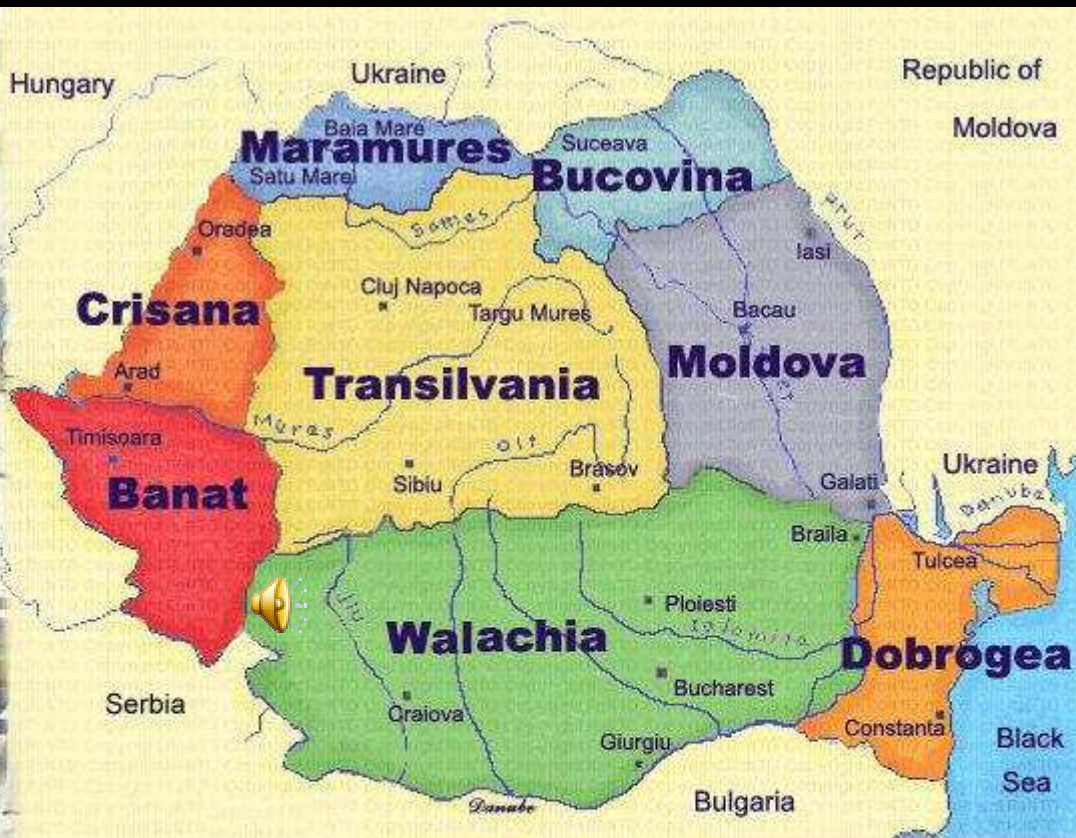 Hungary
Ukraine
Republic of
Moldova
Baia Mare
Maramures
Satu Marei
Suceava
Bucovina
Prur
Somes
Oradea
Iasi
Cluj Napoca
Targu Mures
Bacau
Crisana
Moldova
Arad
Transilvania
Mures
Olt
Timisoara
Banat
Sibiu
Brasov
Galati
Ukraine
Danube
Braila
Tulcea
Jiu
Ploiesti
Ialomita
Walachia
Dobrogea
Serbia
Craiova
Bucharest
Constanta
Giurgiu
Black
Sea
Danube
Bulgaria